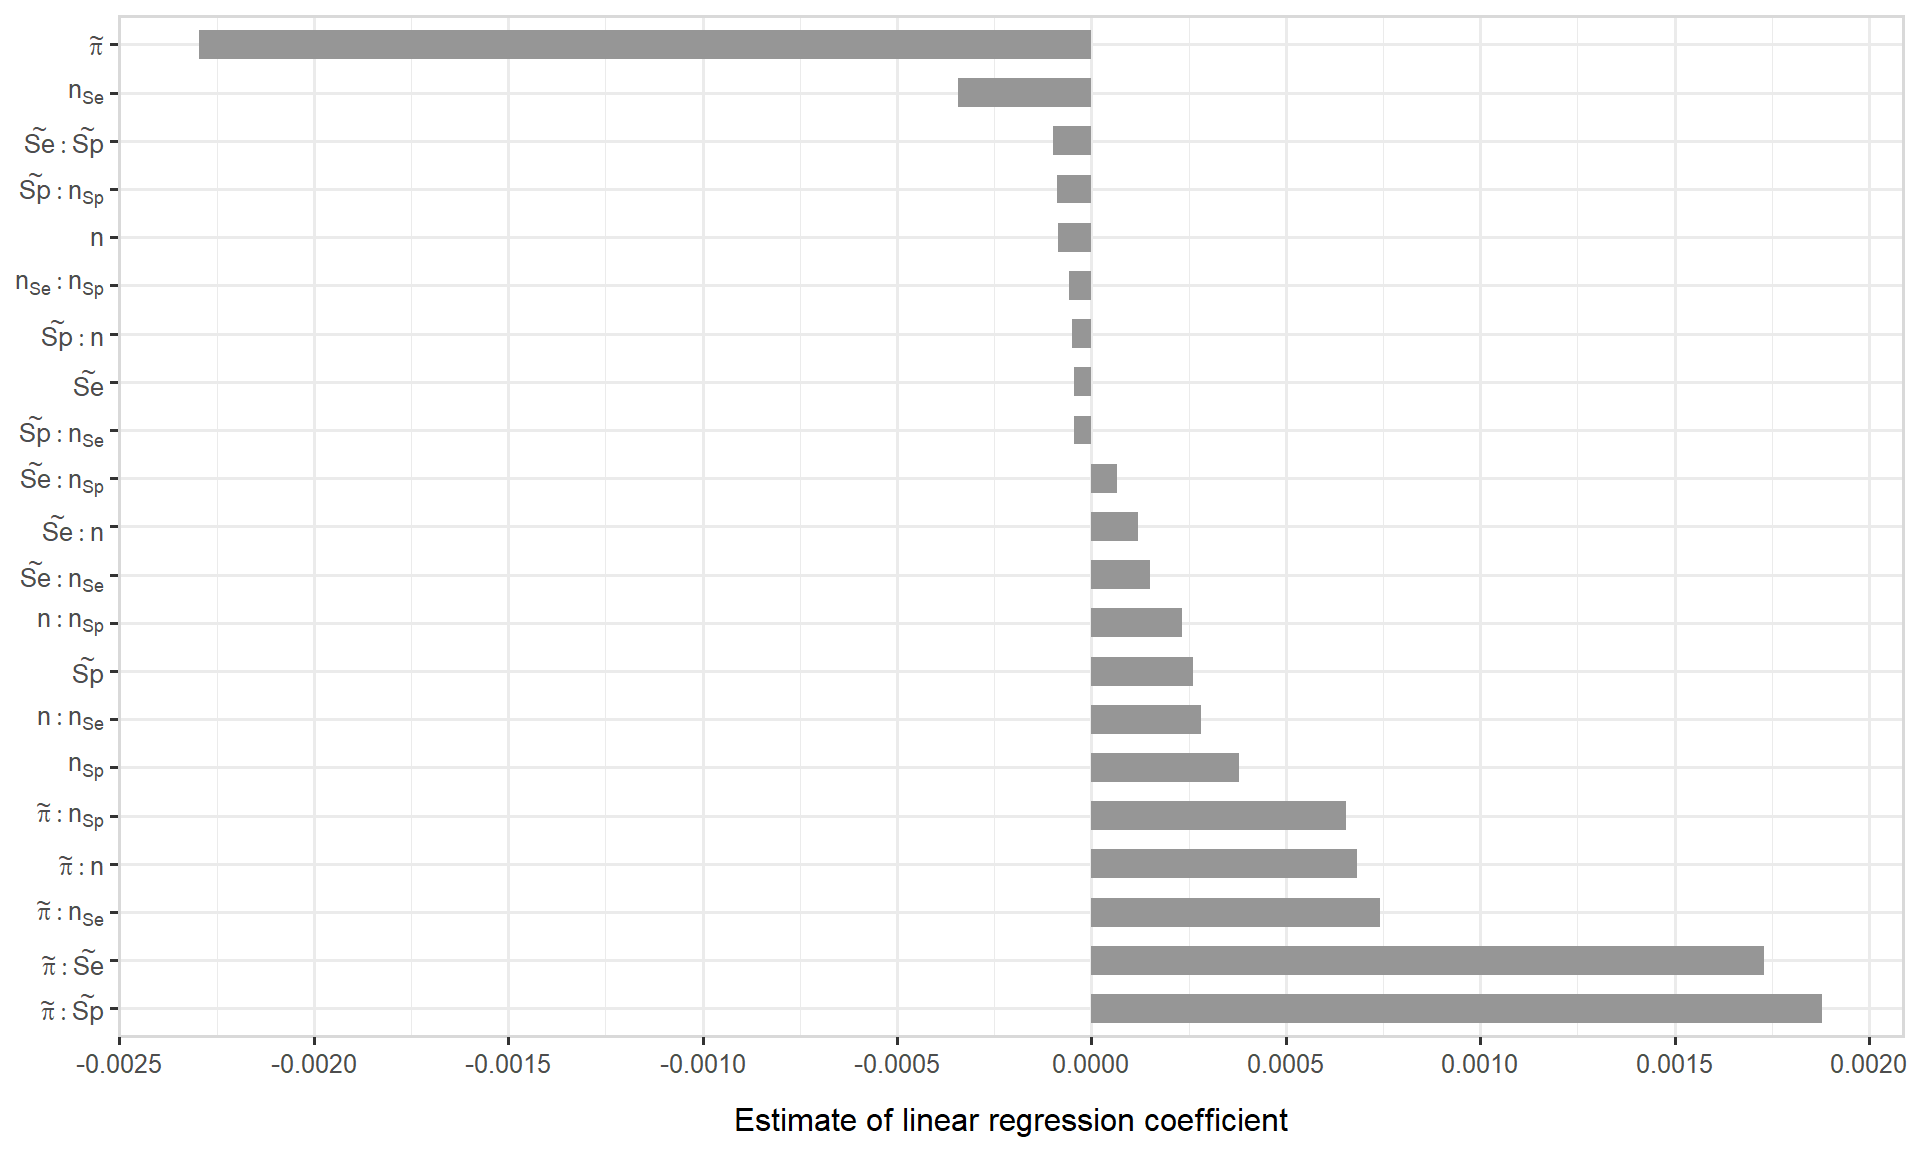 π̃
n_Se
S̃e : S̃p
S̃p : n_Sp
n
n_Se : n_Sp
S̃p : n
S̃e
S̃p : n_Se
S̃e : n_Sp
S̃e : n
S̃e : n_Se
n : n_Sp
S̃p
n : n_Se
n_Sp
π̃ : n_Sp
π̃ : n
π̃ : n_Se
π̃ : S̃e
π̃ : S̃p
-0.0025 -0.0020 -0.0015 -0.0010 -0.0005 0.0000 0.0005 0.0010 0.0015 0.0020
Estimate of linear regression coefficient